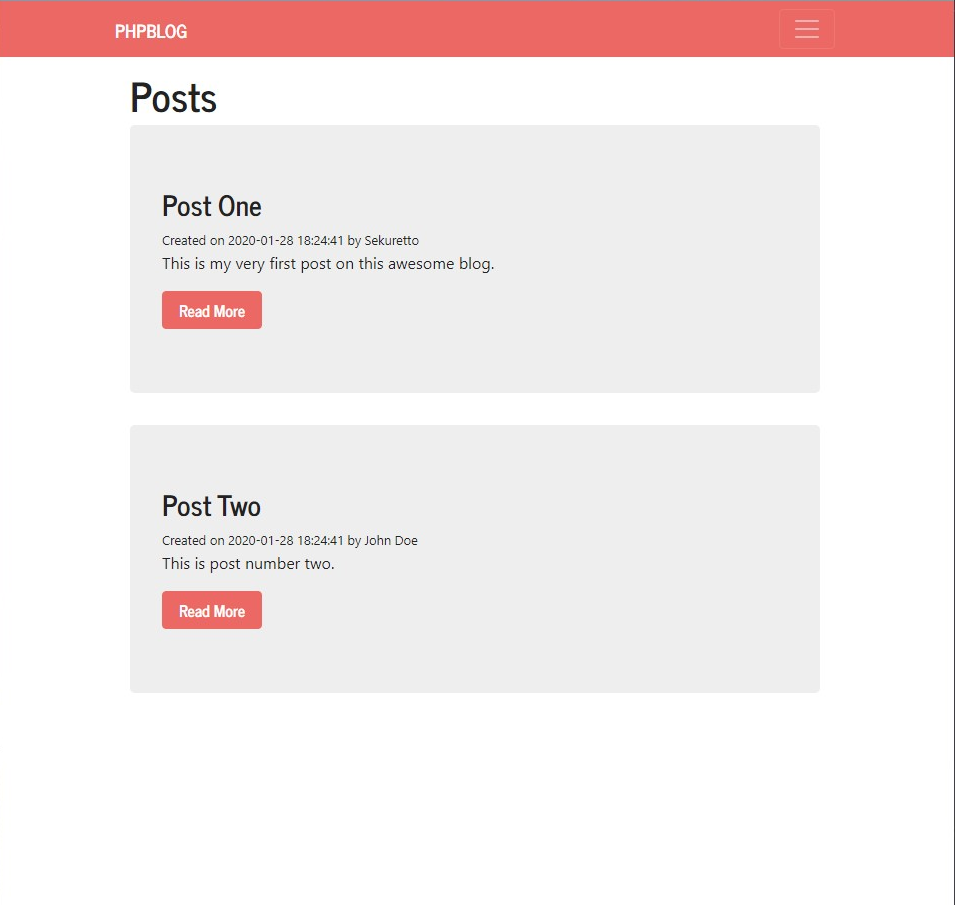 PHPBLOG
Posts
Post One
Created on 2020-01-28 18:24:41 by Sekuretto
This is my very first post on this awesome blog.
Read More
Post Two
Created on 2020-01-28 18:24:41 by John Doe
This is post number two.
Read More